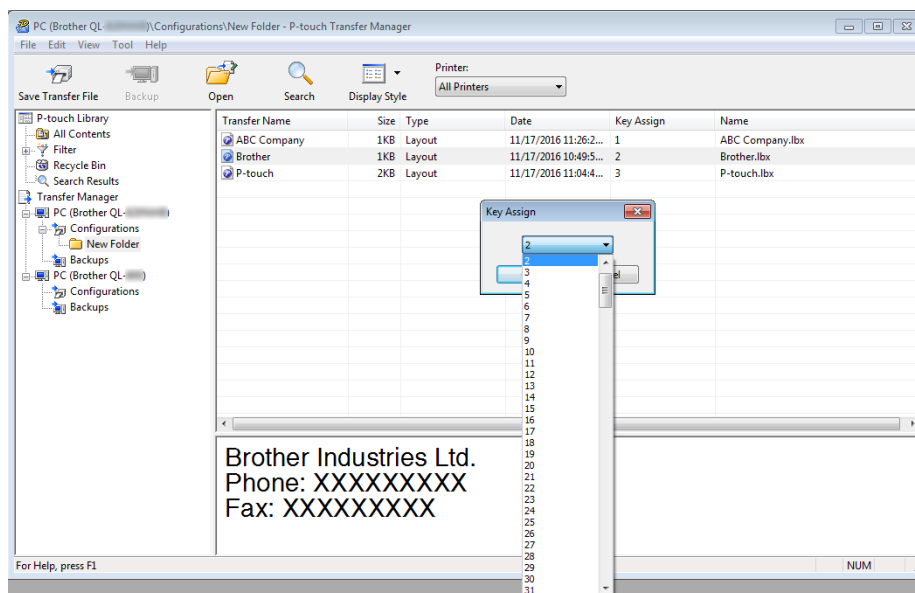 PC (Brother QL- )\Configurations\New Folder - P-touch Transfer Manager
File Edit View Tool Help
Save Transfer File
Backup
Open
Search
Display Style
Printer:
All Printers
P-touch Library
All Contents
Filter
Recycle Bin
Search Results
Transfer Manager
PC (Brother QL- )
Configurations
New Folder
Backups
PC (Brother QL- )
Configurations
Backups
Transfer Name Size Type Date Key Assign Name
ABC Company 1KB Layout 11/17/2016 11:26:2... 1 ABC Company.lbx
Brother 1KB Layout 11/17/2016 10:49:5... 2 Brother.lbx
P-touch 2KB Layout 11/17/2016 11:04:4... 3 P-touch.lbx
Key Assign
2
2
3
4
5
6
7
8
9
10
11
12
13
14
15
16
17
18
19
20
21
22
23
24
25
26
27
28
29
30
31
Brother Industries Ltd.
Phone: XXXXXXXXX
Fax: XXXXXXXXX
For Help, press F1
NUM